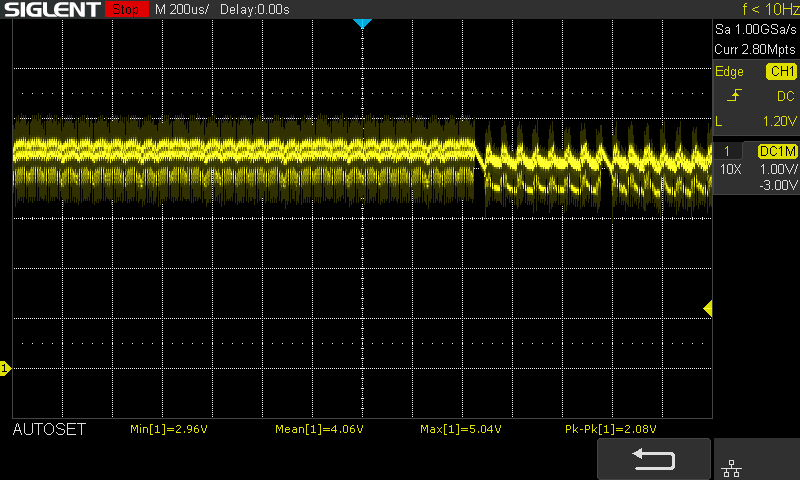 SIGLENT Stop M 200us/ Delay:0.00s f < 10Hz
Sa 1.00GSa/s
Curr 2.80Mpts
Edge CH1
DC
L 1.20V
1 DC1M
10X 1.00V/
-3.00V
1
AUTOSET Min[1]=2.96V Mean[1]=4.06V Max[1]=5.04V Pk-Pk[1]=2.08V